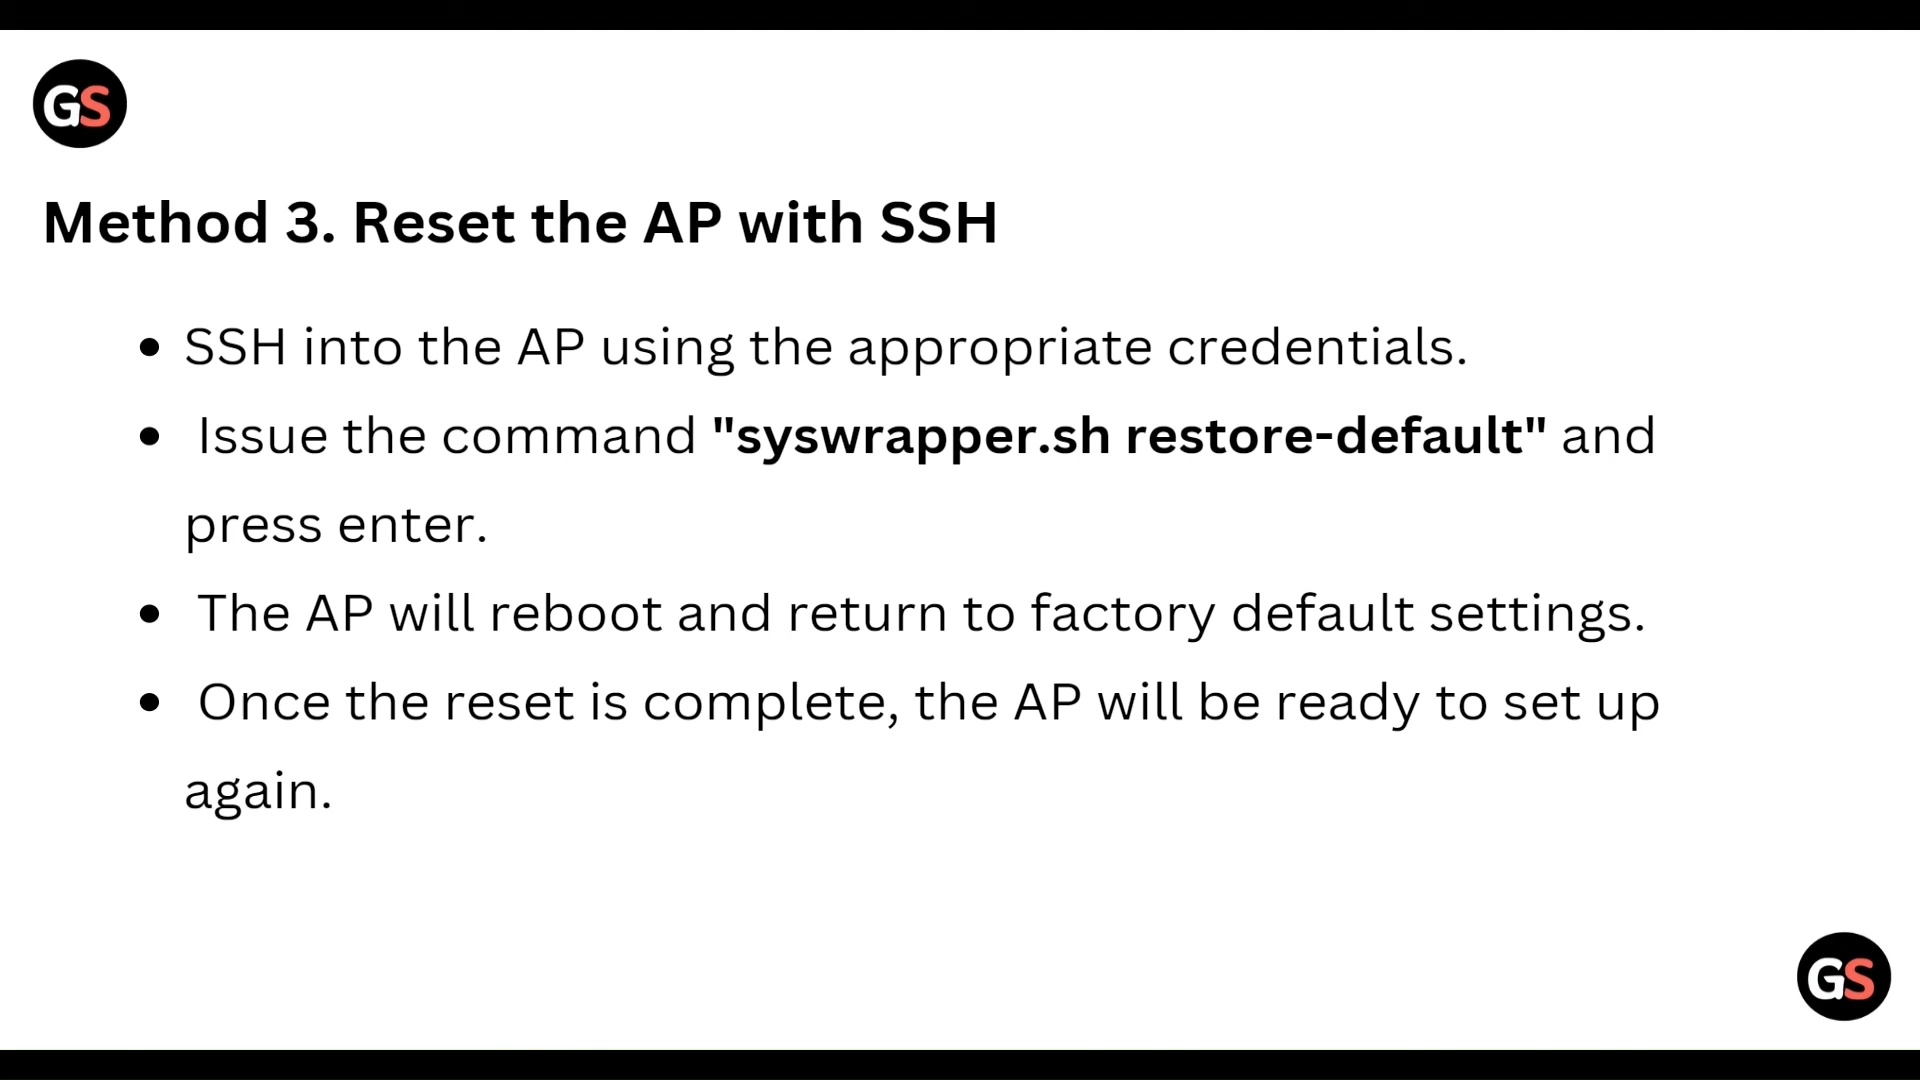 GS
Method 3. Reset the AP with SSH
SSH into the AP using the appropriate credentials.
Issue the command "syswrapper.sh restore-default" and
press enter.
The AP will reboot and return to factory default settings.
Once the reset is complete, the AP will be ready to set up
again.
GS